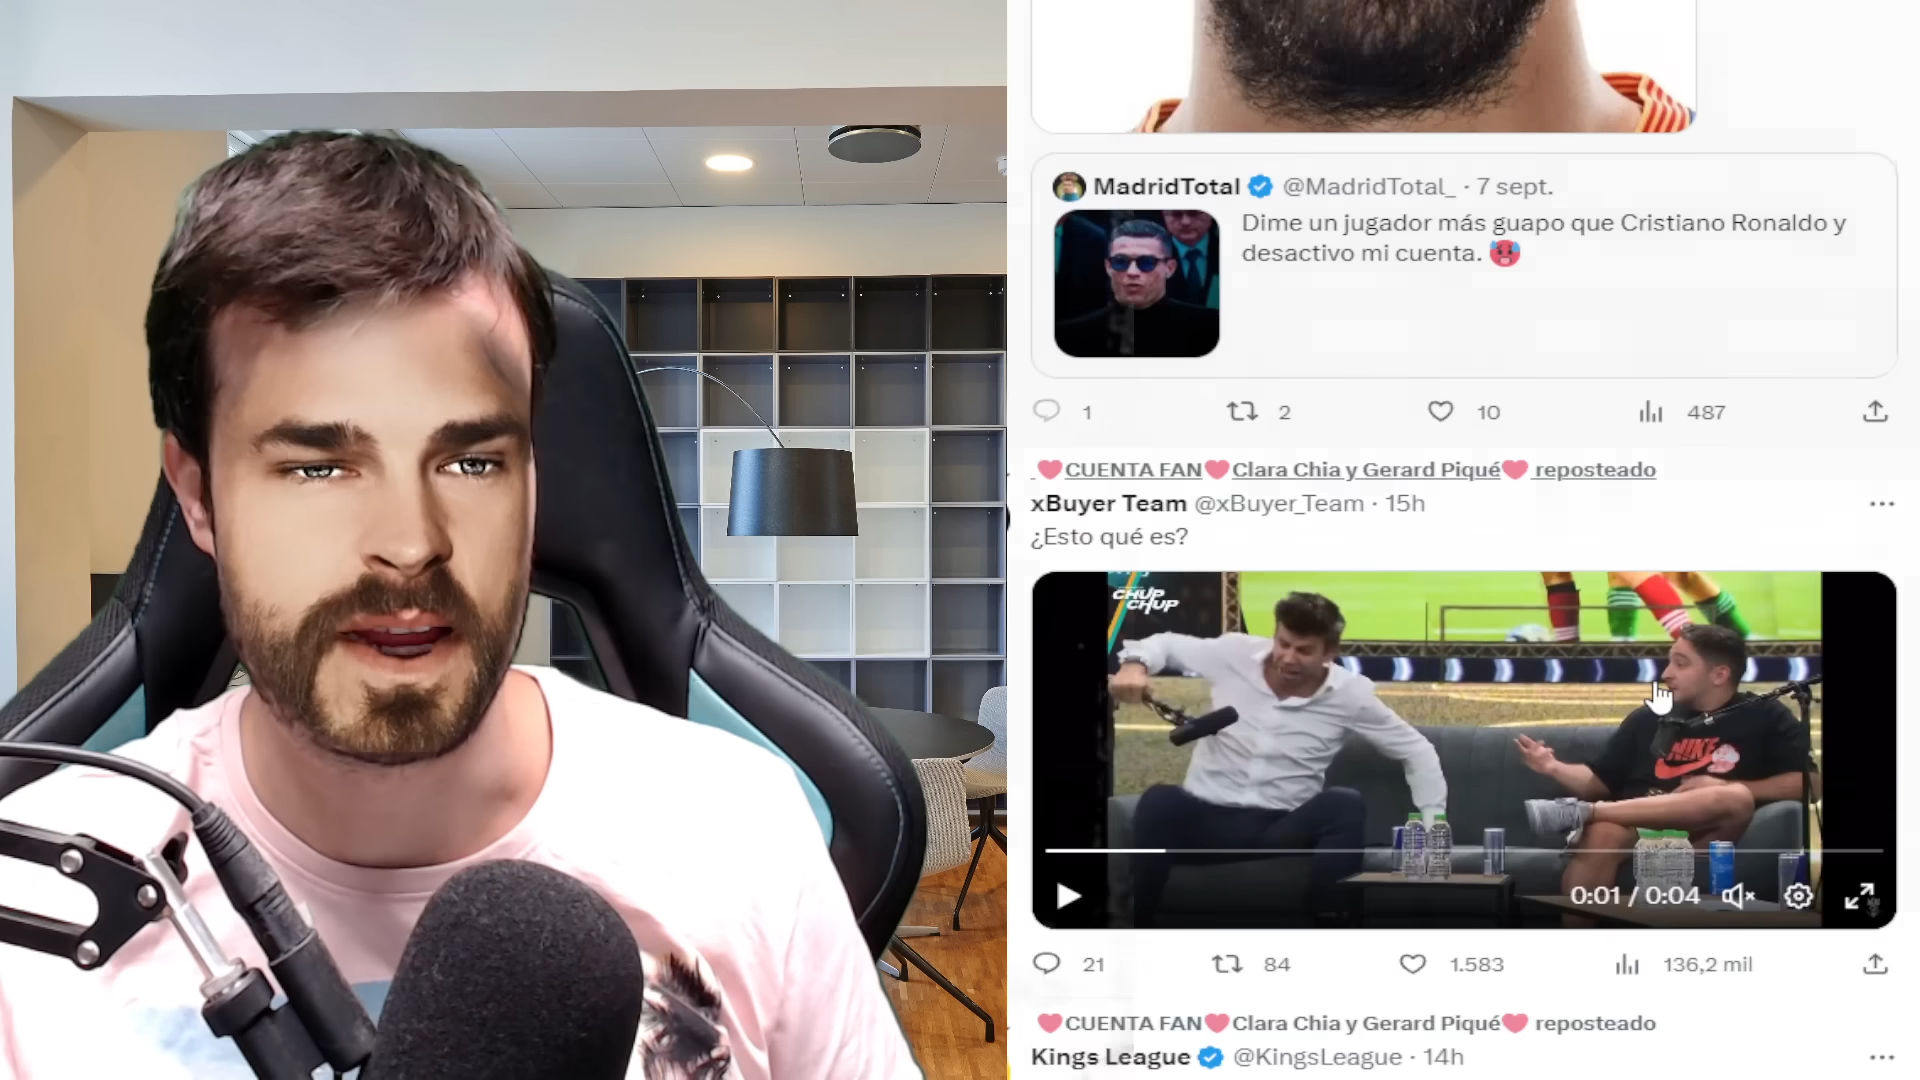 MadridTotal @MadridTotal_ · 7 sept.
Dime un jugador más guapo que Cristiano Ronaldo y
desactivo mi cuenta. 🥵
1 2 10 487
❤️CUENTA FAN❤️Clara Chia y Gerard Piqué❤️ reposteado
xBuyer Team @xBuyer_Team · 15h
¿Esto qué es?
CHUP
CHUP
NIKE
0:01 / 0:04
21 84 1.583 136,2 mil
❤️CUENTA FAN❤️Clara Chia y Gerard Piqué❤️ reposteado
Kings League @KingsLeague · 14h